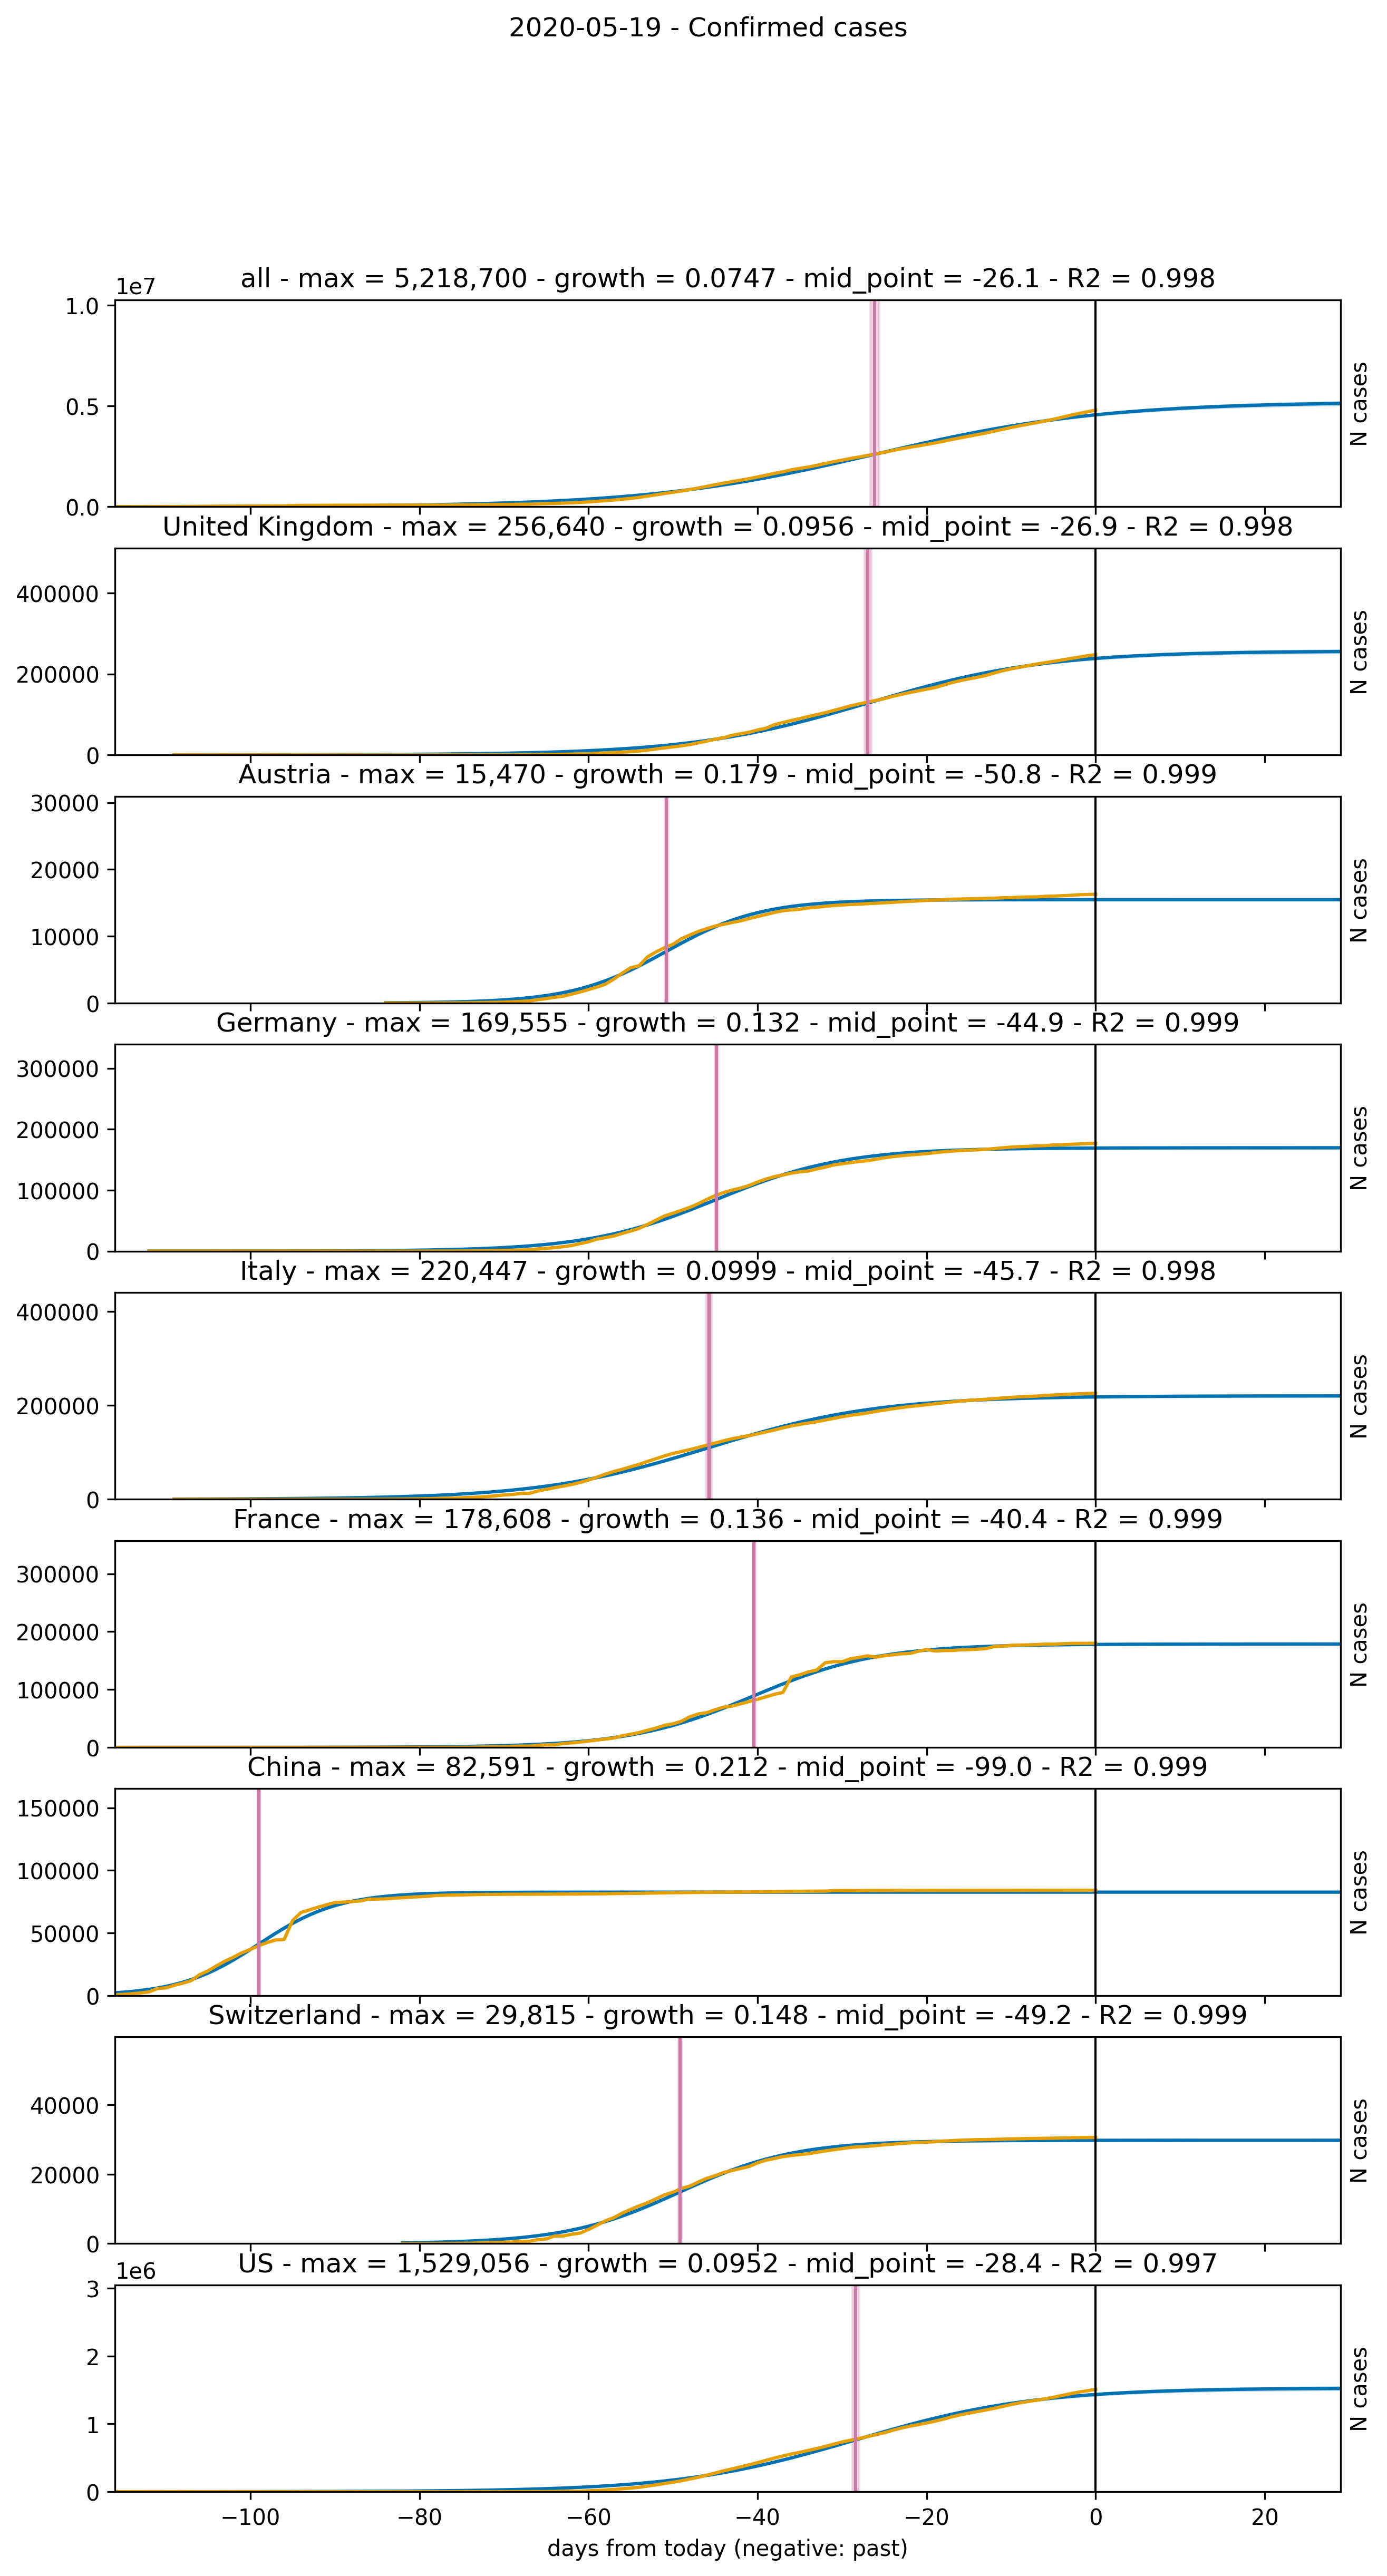 2020-05-19 - Confirmed cases
all - max = 5,218,700 - growth = 0.0747 - mid_point = -26.1 - R2 = 0.998
1e7
1.0
0.5
0.0
N cases
United Kingdom - max = 256,640 - growth = 0.0956 - mid_point = -26.9 - R2 = 0.998
400000
200000
0
N cases
Austria - max = 15,470 - growth = 0.179 - mid_point = -50.8 - R2 = 0.999
30000
20000
10000
0
N cases
Germany - max = 169,555 - growth = 0.132 - mid_point = -44.9 - R2 = 0.999
300000
200000
100000
0
N cases
Italy - max = 220,447 - growth = 0.0999 - mid_point = -45.7 - R2 = 0.998
400000
200000
0
N cases
France - max = 178,608 - growth = 0.136 - mid_point = -40.4 - R2 = 0.999
300000
200000
100000
0
N cases
China - max = 82,591 - growth = 0.212 - mid_point = -99.0 - R2 = 0.999
150000
100000
50000
0
N cases
Switzerland - max = 29,815 - growth = 0.148 - mid_point = -49.2 - R2 = 0.999
40000
20000
0
N cases
US - max = 1,529,056 - growth = 0.0952 - mid_point = -28.4 - R2 = 0.997
1e6
3
2
1
0
N cases
−100 −80 −60 −40 −20 0 20
days from today (negative: past)